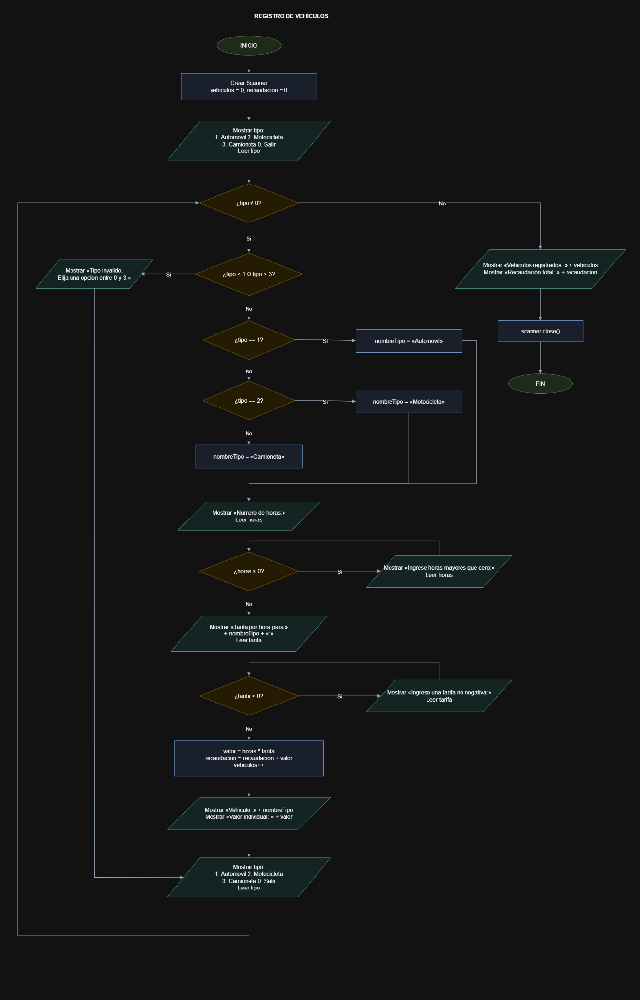 REGISTRO DE VEHÍCULOS
INICIO
Crear Scanner
vehiculos = 0; recaudacion = 0
Mostrar tipo:
1. Automovil 2. Motocicleta
3. Camioneta 0. Salir
Leer tipo
¿tipo ≠ 0?
No
Sí
Mostrar «Tipo invalido.
Elija una opcion entre 0 y 3.»
Sí
¿tipo < 1 O tipo > 3?
Mostrar «Vehiculos registrados: » + vehiculos
Mostrar «Recaudacion total: » + recaudacion
No
¿tipo == 1?
Sí
nombreTipo = «Automovil»
scanner.close()
No
FIN
¿tipo == 2?
Sí
nombreTipo = «Motocicleta»
No
nombreTipo = «Camioneta»
Mostrar «Numero de horas:»
Leer horas
¿horas ≤ 0?
Sí
Mostrar «Ingrese horas mayores que cero:»
Leer horas
No
Mostrar «Tarifa por hora para »
+ nombreTipo + «:»
Leer tarifa
¿tarifa < 0?
Sí
Mostrar «Ingrese una tarifa no negativa:»
Leer tarifa
No
valor = horas * tarifa
recaudacion = recaudacion + valor
vehiculos++
Mostrar «Vehiculo: » + nombreTipo
Mostrar «Valor individual: » + valor
Mostrar tipo:
1. Automovil 2. Motocicleta
3. Camioneta 0. Salir
Leer tipo